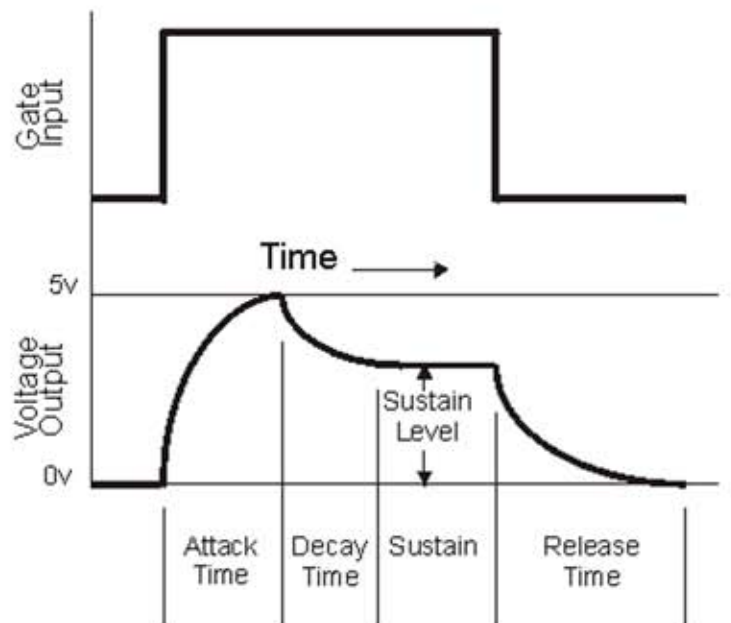 Gate
Input
Time
5v
Voltage
Output
0v
Sustain
Level
Attack
Time
Decay
Time
Sustain
Release
Time